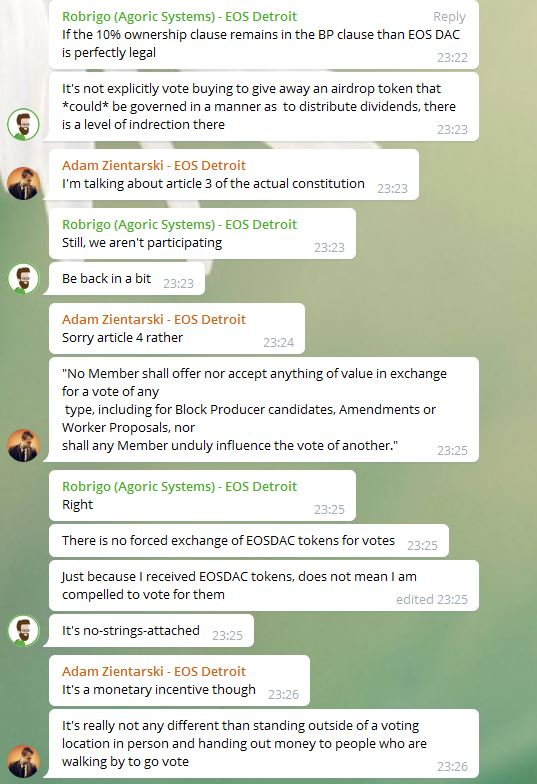 Robrigo (Agoric Systems) - EOS Detroit Reply
If the 10% ownership clause remains in the BP clause than EOS DAC
is perfectly legal
23:22
It's not explicitly vote buying to give away an airdrop token that
*could* be governed in a manner as  to distribute dividends, there
is a level of indrection there
23:23
Adam Zientarski - EOS Detroit
I'm talking about article 3 of the actual constitution 23:23
Robrigo (Agoric Systems) - EOS Detroit
Still, we aren't participating 23:23
Be back in a bit 23:23
Adam Zientarski - EOS Detroit
Sorry article 4 rather 23:24
"No Member shall offer nor accept anything of value in exchange
for a vote of any
type, including for Block Producer candidates, Amendments or
Worker Proposals, nor
shall any Member unduly influence the vote of another." 23:25
Robrigo (Agoric Systems) - EOS Detroit
Right 23:25
There is no forced exchange of EOSDAC tokens for votes 23:25
Just because I received EOSDAC tokens, does not mean I am
compelled to vote for them edited 23:25
It's no-strings-attached 23:25
Adam Zientarski - EOS Detroit
It's a monetary incentive though 23:26
It's really not any different than standing outside of a voting
location in person and handing out money to people who are
walking by to go vote 23:26